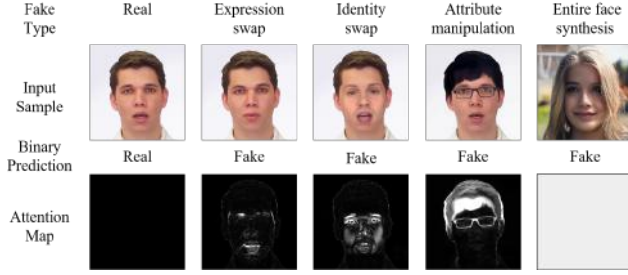 Fake Type
Real
Expression swap
Identity swap
Attribute manipulation
Entire face synthesis
Input Sample
Binary Prediction
Real
Fake
Fake
Fake
Fake
Attention Map